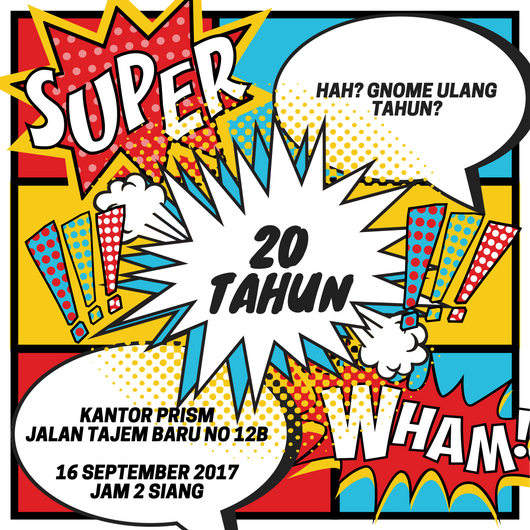 SUPER
HAH? GNOME ULANG
TAHUN?
!!!
20
TAHUN
!!!
KANTOR PRISM
JALAN TAJEM BARU NO 12B
16 SEPTEMBER 2017
JAM 2 SIANG
WHAM!